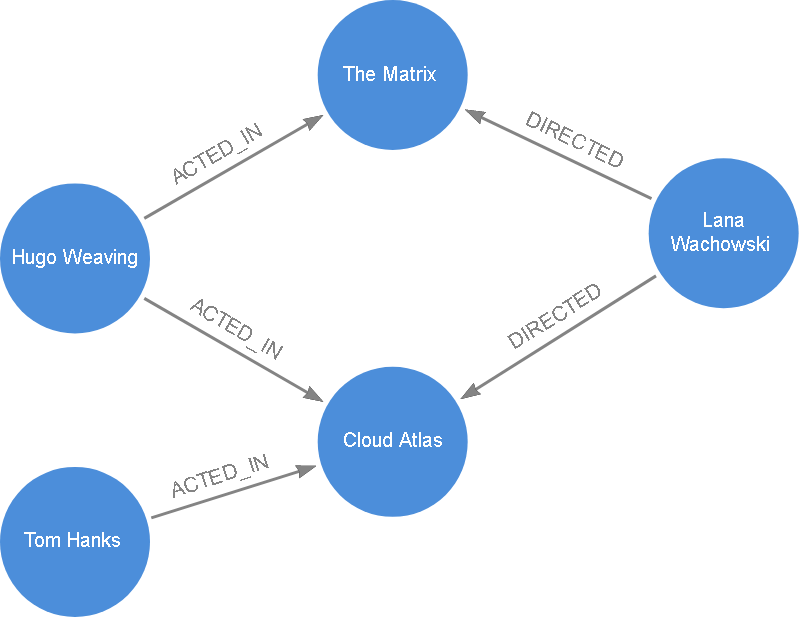 The Matrix
ACTED_IN
DIRECTED
Lana
Wachowski
Hugo Weaving
ACTED_IN
DIRECTED
Cloud Atlas
ACTED_IN
Tom Hanks